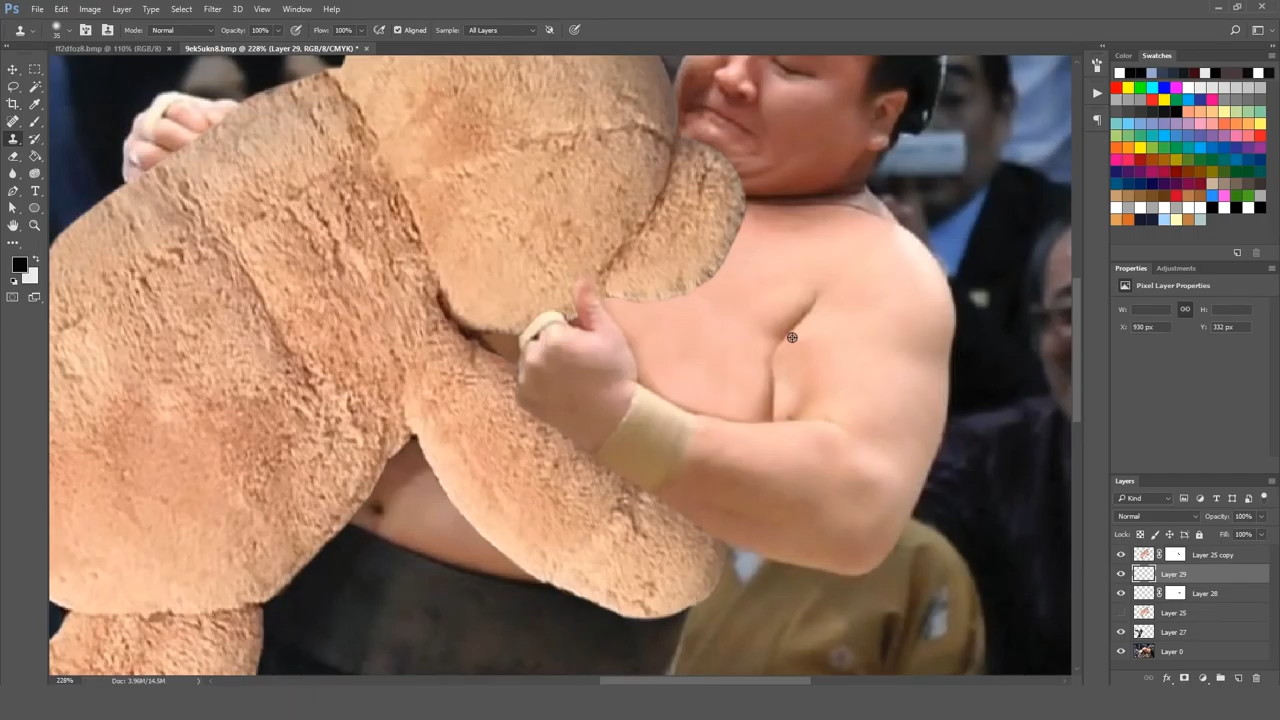 Ps File Edit Image Layer Type Select Filter 3D View Window Help
35 Mode: Normal Opacity: 100% Flow: 100% Aligned Sample: All Layers
ff2dfoz8.bmp @ 110% (RGB/8) × 9ek5ukn8.bmp @ 228% (Layer 29, RGB/8/CMYK) * ×
Color Swatches
Properties Adjustments
Pixel Layer Properties
W: H:
X: 930 px Y: 332 px
Layers
Kind
Normal Opacity: 100%
Lock: Fill: 100%
Layer 25 copy
Layer 29
Layer 28
Layer 25
Layer 27
Layer 0
fx
228% Doc: 3.96M/14.5M